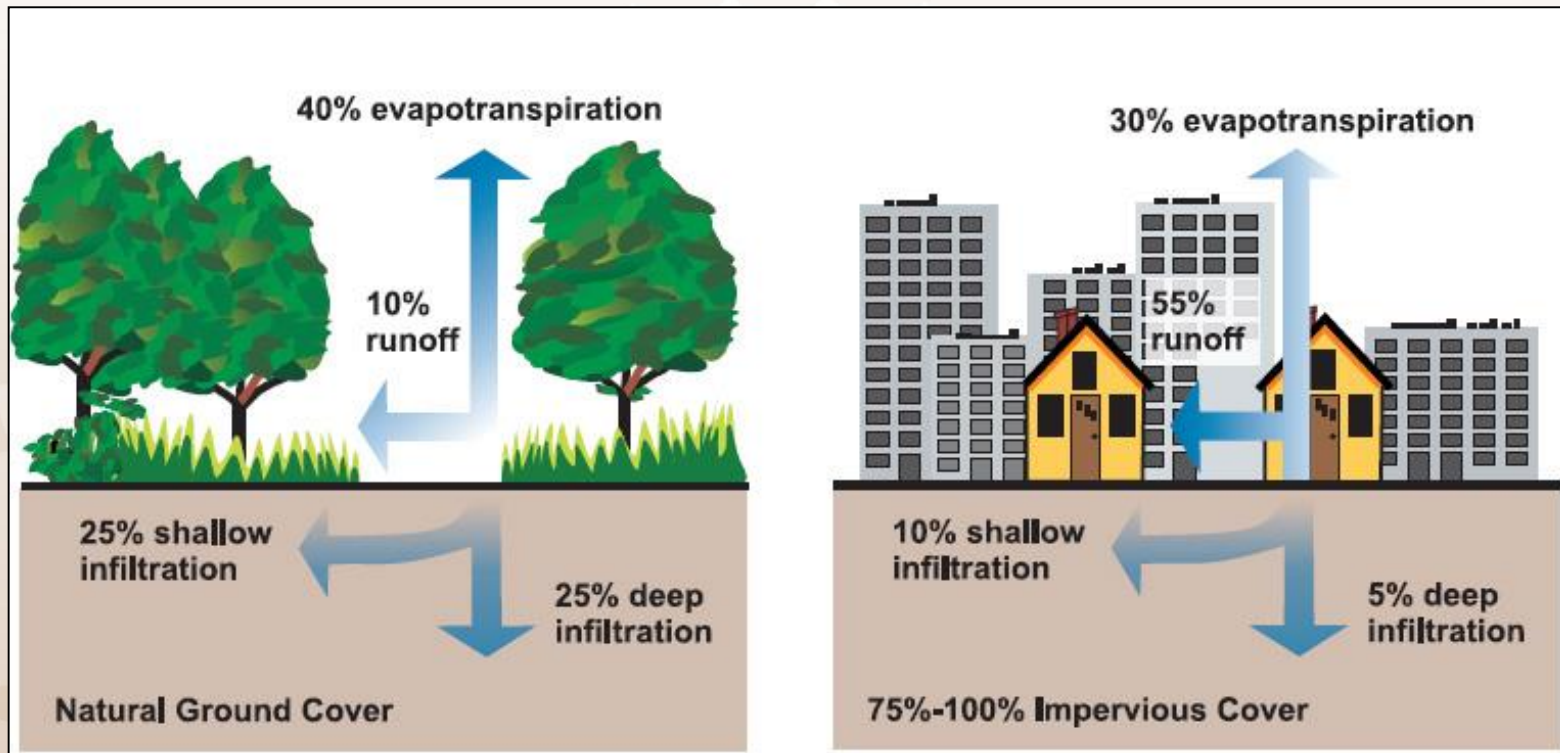 40% evapotranspiration
10%
runoff
25% shallow
infiltration
25% deep
infiltration
Natural Ground Cover
30% evapotranspiration
55%
runoff
10% shallow
infiltration
5% deep
infiltration
75%-100% Impervious Cover